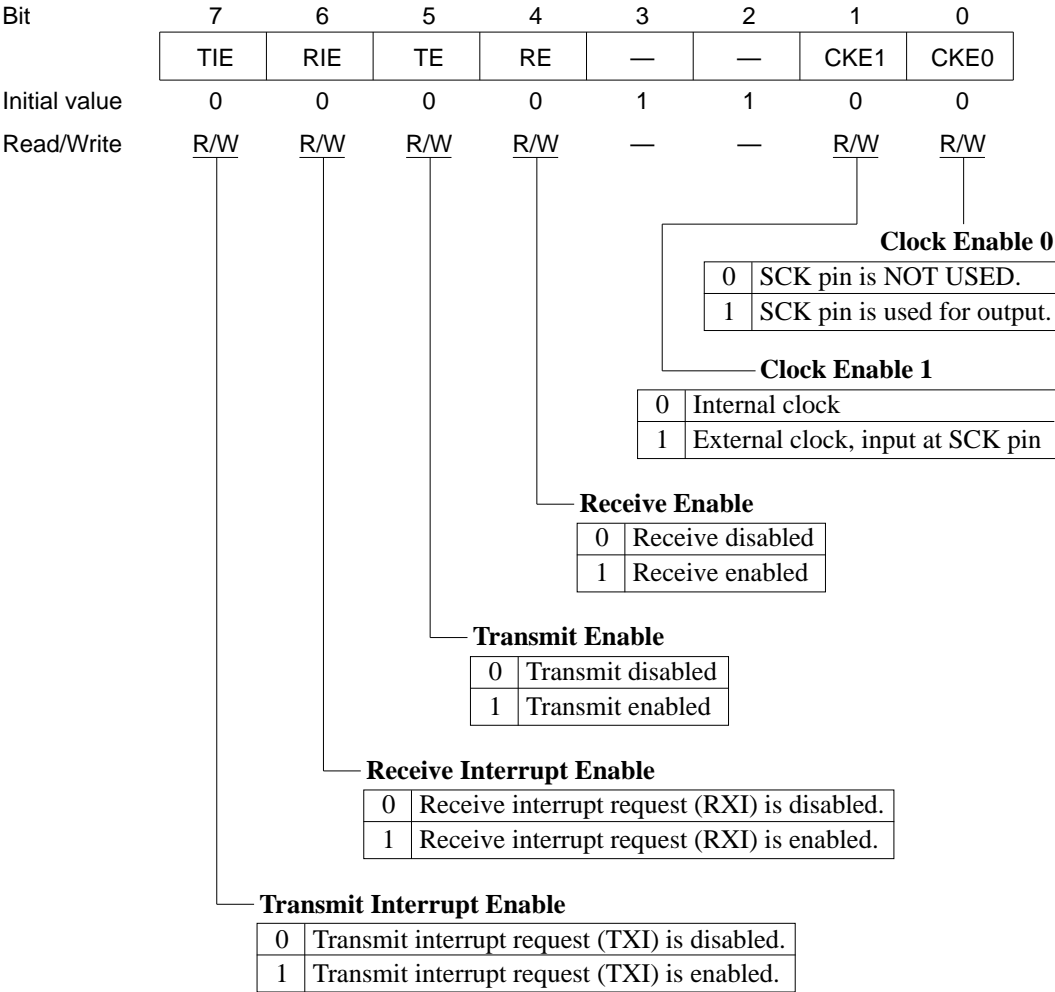 Bit 7 6 5 4 3 2 1 0
TIE RIE TE RE — — CKE1 CKE0
Initial value 0 0 0 0 1 1 0 0
Read/Write R/W R/W R/W R/W — — R/W R/W
Clock Enable 0
0 SCK pin is NOT USED.
1 SCK pin is used for output.
Clock Enable 1
0 Internal clock
1 External clock, input at SCK pin
Receive Enable
0 Receive disabled
1 Receive enabled
Transmit Enable
0 Transmit disabled
1 Transmit enabled
Receive Interrupt Enable
0 Receive interrupt request (RXI) is disabled.
1 Receive interrupt request (RXI) is enabled.
Transmit Interrupt Enable
0 Transmit interrupt request (TXI) is disabled.
1 Transmit interrupt request (TXI) is enabled.